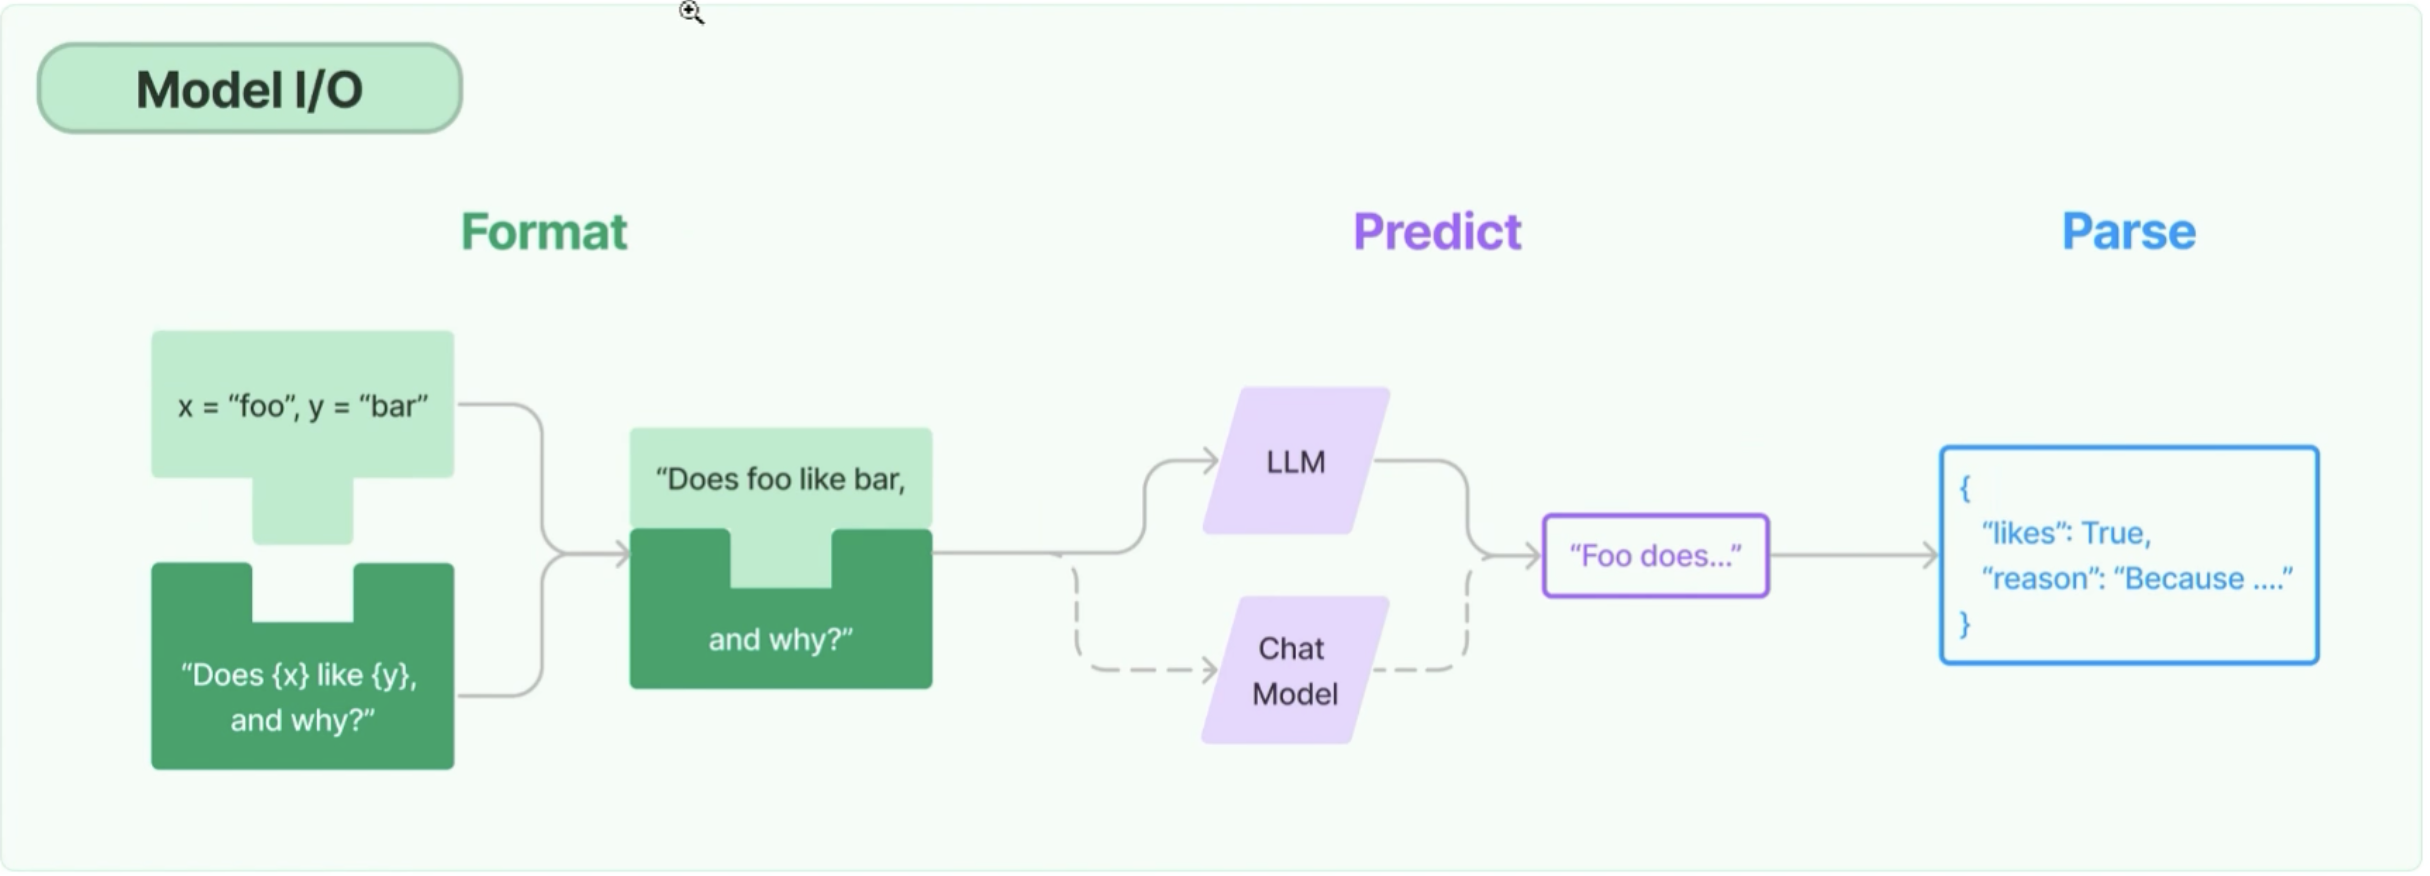 Model I/O
Format
Predict
Parse
x = “foo”, y = “bar”
“Does {x} like {y},
and why?”
“Does foo like bar,
and why?”
LLM
Chat
Model
“Foo does...”
{
“likes”: True,
“reason”: “Because ....”
}